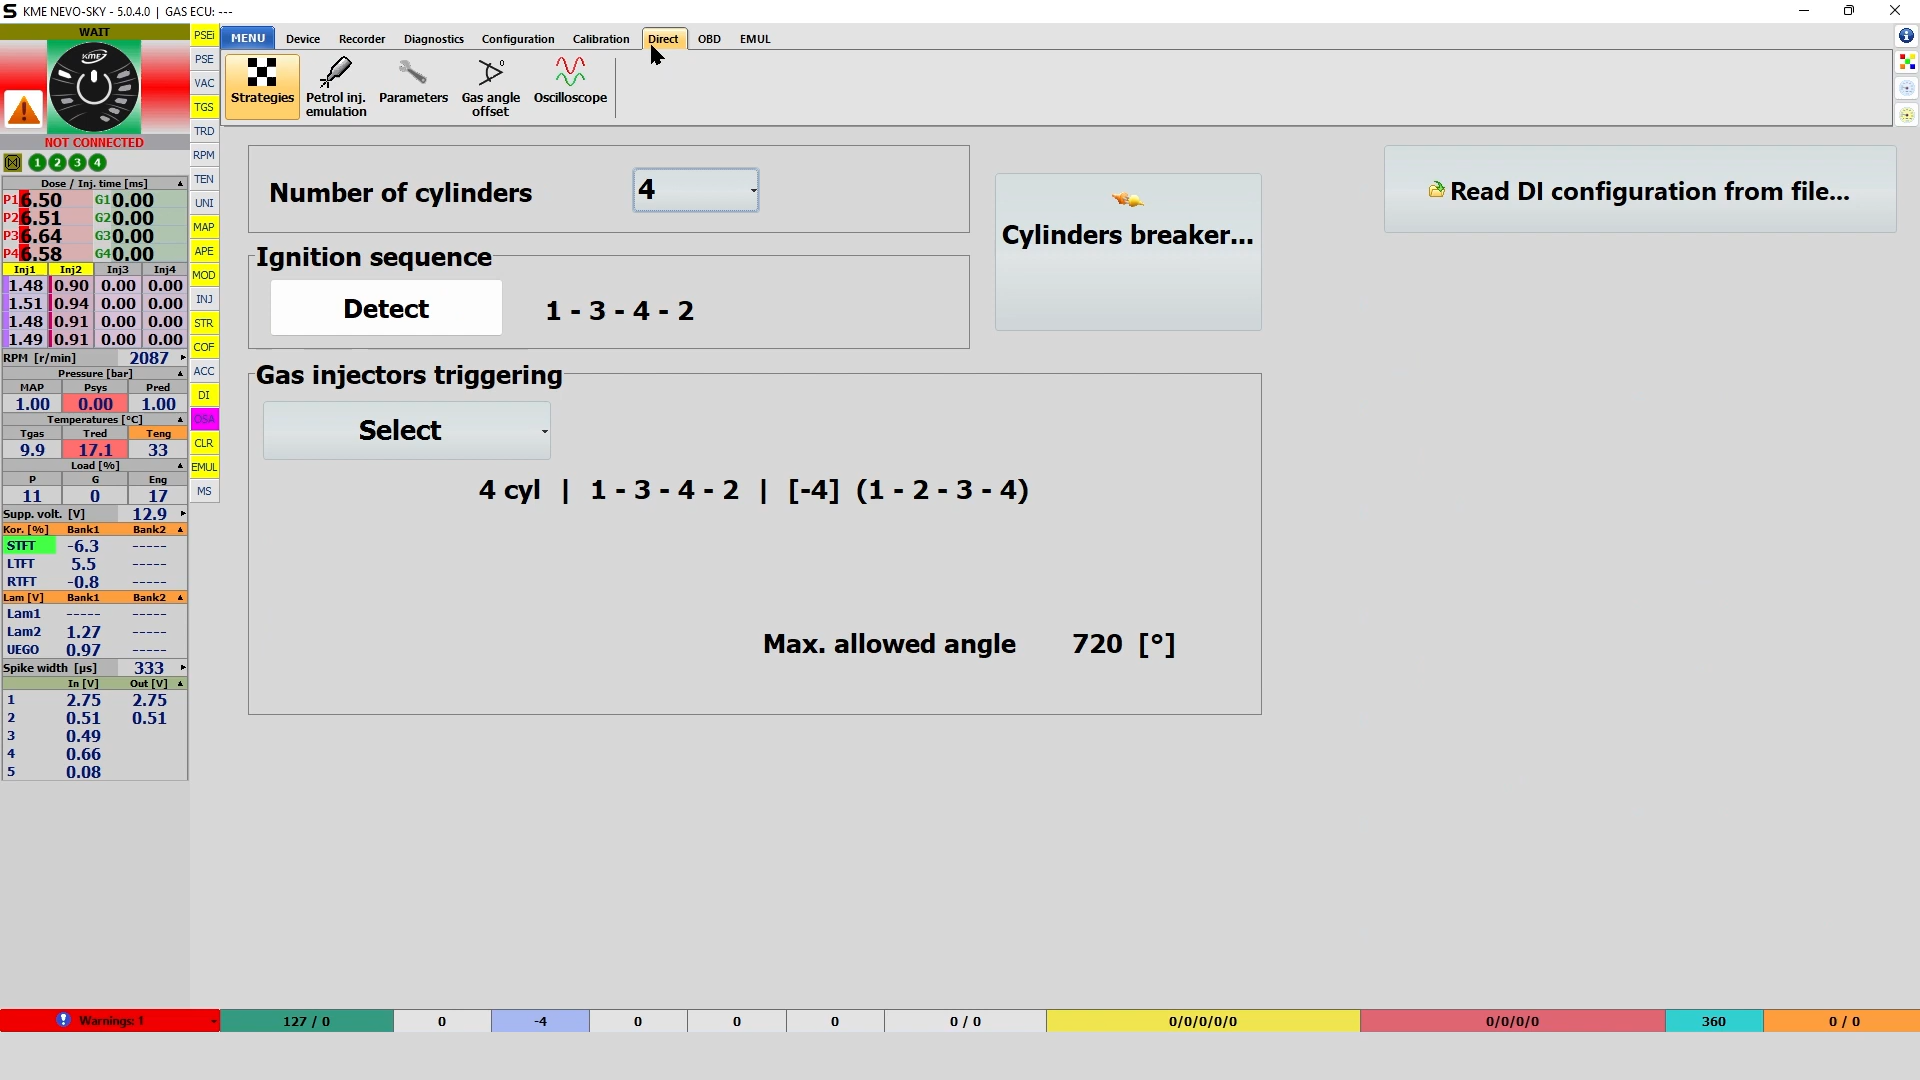 KME NEVO-SKY - 5.0.4.0 | GAS ECU: ---
WAIT
KME
NOT CONNECTED
1 2 3 4
Dose / Inj. time [ms]
P1 6.50 G1 0.00
P2 6.51 G2 0.00
P3 6.64 G3 0.00
P4 6.58 G4 0.00
Inj1 Inj2 Inj3 Inj4
1.48 0.90 0.00 0.00
1.51 0.94 0.00 0.00
1.48 0.91 0.00 0.00
1.49 0.91 0.00 0.00
RPM [r/min] 2087
Pressure [bar]
MAP Psys Pred
1.00 0.00 1.00
Temperatures [°C]
Tgas Tred Teng
9.9 17.1 33
Load [%]
P G Eng
11 0 17
Supp. volt. [V] 12.9
Kor. [%] Bank1 Bank2
STFT -6.3 -----
LTFT 5.5 -----
RTFT -0.8 -----
Lam [V] Bank1 Bank2
Lam1 ----- -----
Lam2 1.27 -----
UEGO 0.97 -----
Spike width [µs] 333
In [V] Out [V]
1 2.75 2.75
2 0.51 0.51
3 0.49
4 0.66
5 0.08
PSEi
PSE
VAC
TGS
TRD
RPM
TEN
UNI
MAP
APE
MOD
INJ
STR
COF
ACC
DI
OSA
CLR
EMUL
MS
MENU Device Recorder Diagnostics Configuration Calibration Direct OBD EMUL
Strategies
Petrol inj.
emulation
Parameters
Gas angle
offset
Oscilloscope
Number of cylinders 4
Cylinders breaker...
Read DI configuration from file...
Ignition sequence
Detect 1 - 3 - 4 - 2
Gas injectors triggering
Select
4 cyl | 1 - 3 - 4 - 2 | [-4] (1 - 2 - 3 - 4)
Max. allowed angle 720 [°]
Warnings: 1 127 / 0 0 -4 0 0 0 0 / 0 0/0/0/0/0 0/0/0/0 360 0 / 0